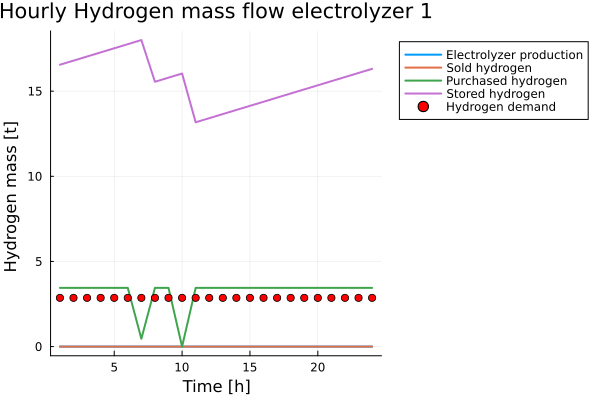 Hourly Hydrogen mass flow electrolyzer 1
Electrolyzer production
Sold hydrogen
Purchased hydrogen
Stored hydrogen
Hydrogen demand
Hydrogen mass [t]
15
10
5
0
5 10 15 20
Time [h]